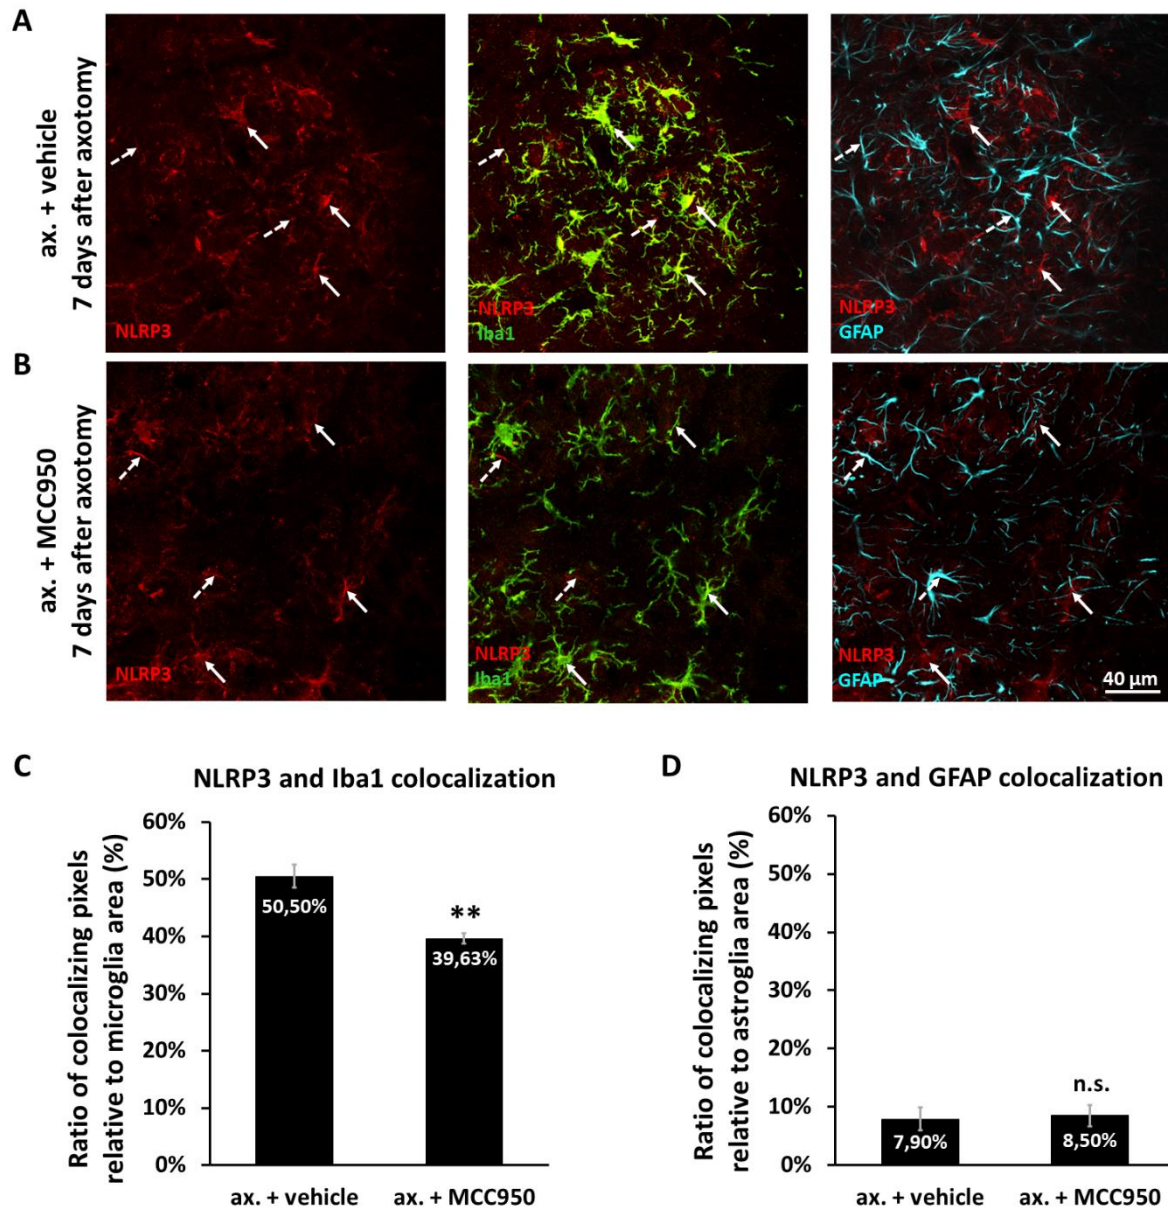 A
ax. + vehicle
7 days after axotomy
NLRP3
NLRP3
Iba1
NLRP3
GFAP
B
ax. + MCC950
7 days after axotomy
NLRP3
NLRP3
Iba1
NLRP3
GFAP
40 µm
C
NLRP3 and Iba1 colocalization
Ratio of colocalizing pixels
relative to microglia area (%)
60%
50%
40%
30%
20%
10%
0%
50,50%
**
39,63%
ax. + vehicle
ax. + MCC950
D
NLRP3 and GFAP colocalization
Ratio of colocalizing pixels
relative to astroglia area (%)
60%
50%
40%
30%
20%
10%
0%
7,90%
n.s.
8,50%
ax. + vehicle
ax. + MCC950